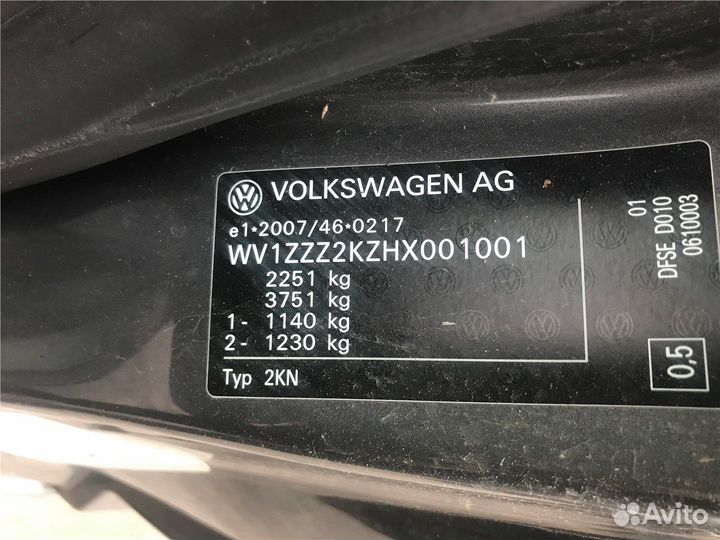 VOLKSWAGEN AG
e1*2007/46*0217
WV1ZZZ2KZHX001001
2251 kg
3751 kg
1- 1140 kg
2- 1230 kg
Typ 2KN
01
DFSE D010
0610003
0,5
Avito